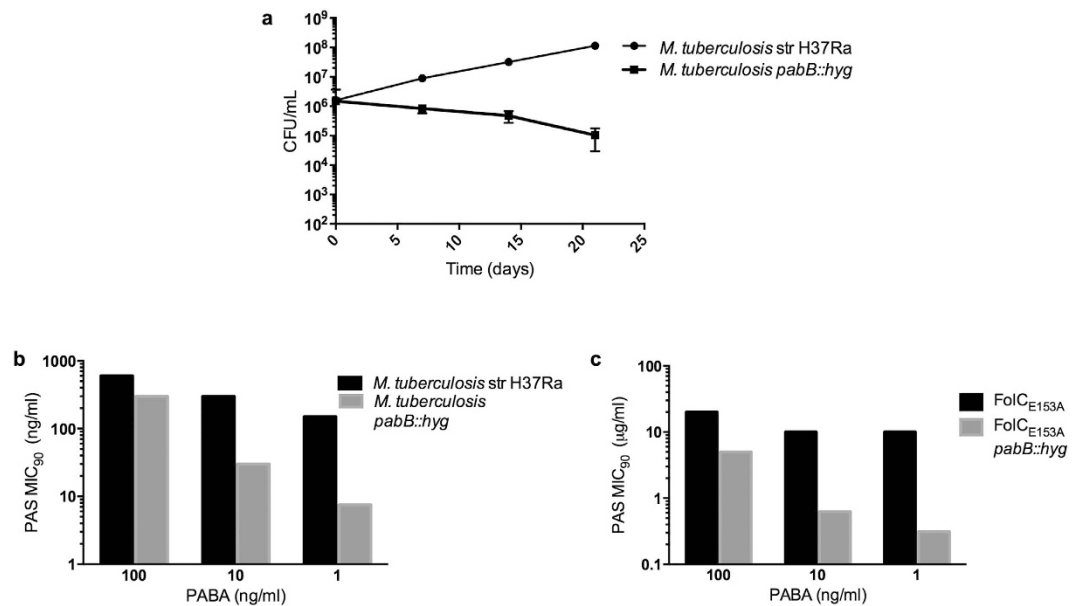 a
10⁹
10⁸
10⁷
10⁶
10⁵
10⁴
10³
10²
CFU/mL
0 5 10 15 20 25
Time (days)
M. tuberculosis str H37Ra
M. tuberculosis pabB::hyg
b
1000
100
10
1
PAS MIC₉₀ (ng/ml)
100 10 1
PABA (ng/ml)
M. tuberculosis str H37Ra
M. tuberculosis
pabB::hyg
c
100
10
1
0.1
PAS MIC₉₀ (µg/ml)
100 10 1
PABA (ng/ml)
FolC_E153A
FolC_E153A
pabB::hyg